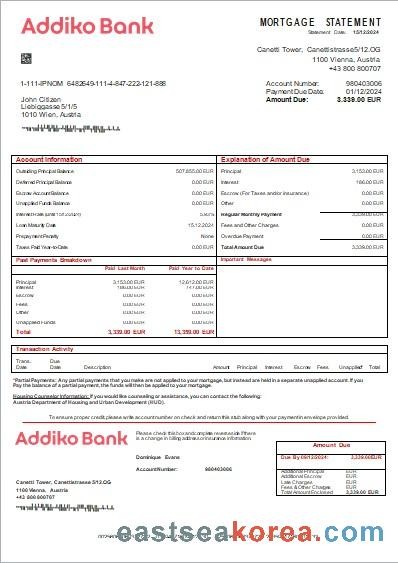 Addiko Bank
MORTGAGE STATEMENT
Statement Date: 15/12/2024
Canetti Tower, Canettistrasse5/12.OG
1100 Vienna, Austria
+43 800 800707
1-111-IPNOM 6482649-111-4-847-222-121-888
Account Number: 980403006
Payment Due Date: 01/12/2024
Amount Due: 3.339.00 EUR
John Citizen
Liebiggasse 5/1/5
1010 Wien, Austria
Account Information
Outstanding Principal Balance 507,855.00 EUR
Deferred Principal Balance 0.00 EUR
Escrow Account Balance 0.00 EUR
Unapplied Funds Balance 0.00 EUR
Interest Rate (until 15.12.2024)
Loan Maturity Date 15.12.2024
Prepayment Penalty None
Taxes Paid Year-to-Date 0.00 EUR
Explanation of Amount Due
Principal 3,153.00 EUR
Interest 186.00 EUR
Escrow (For Taxes and/or Insurance) 0.00 EUR
Other 0.00 EUR
Regular Monthly Payment 3,339.00 EUR
Fees and Other Charges 0.00 EUR
Overdue Payment 0.00 EUR
Total Amount Due 3,339.00 EUR
Past Payments Breakdown
Paid Last Month Paid Year to Date
Principal 3,153.00 EUR 12,612.00 EUR
Interest 186.00 EUR 747.00 EUR
Escrow 0.00 EUR 0.00 EUR
Fees 0.00 EUR 0.00 EUR
Other 0.00 EUR 0.00 EUR
Unapplied Funds 0.00 EUR 0.00 EUR
Total 3,339.00 EUR 13,359.00 EUR
Important Messages
Transaction Activity
Trans. Date Due Date Description Amount Principal Interest Escrow Fees Unapplied Total
*Partial Payments: Any partial payments that you make are not applied to your mortgage, but instead are held in a separate unapplied account. If you
Pay the balance of a partial payment, the funds will then be applied to your mortgage.
Housing Counselor Information: If you would like counseling or assistance, you can contact the following:
Austria Department of Housing and Urban Development (HUD).
To ensure proper credit please write account number on check and return this stub along with your payment in envelope provided.
Addiko Bank
Please check this box and complete reverse side if there
is a change in billing address or insurance information
Dominique Evans
Account Number: 980403006
Amount Due
Due By 09/12/2024: 3,339.00 EUR
Additional Principal EUR
Additional Escrow EUR
Late Charges EUR
Fees & Other Charges EUR
Total Amount Enclosed 3,339.00 EUR
Canetti Tower, Canettistrasse 5/12.OG
1100 Vienna, Austria
+43 800 800707
eastseakorea.com